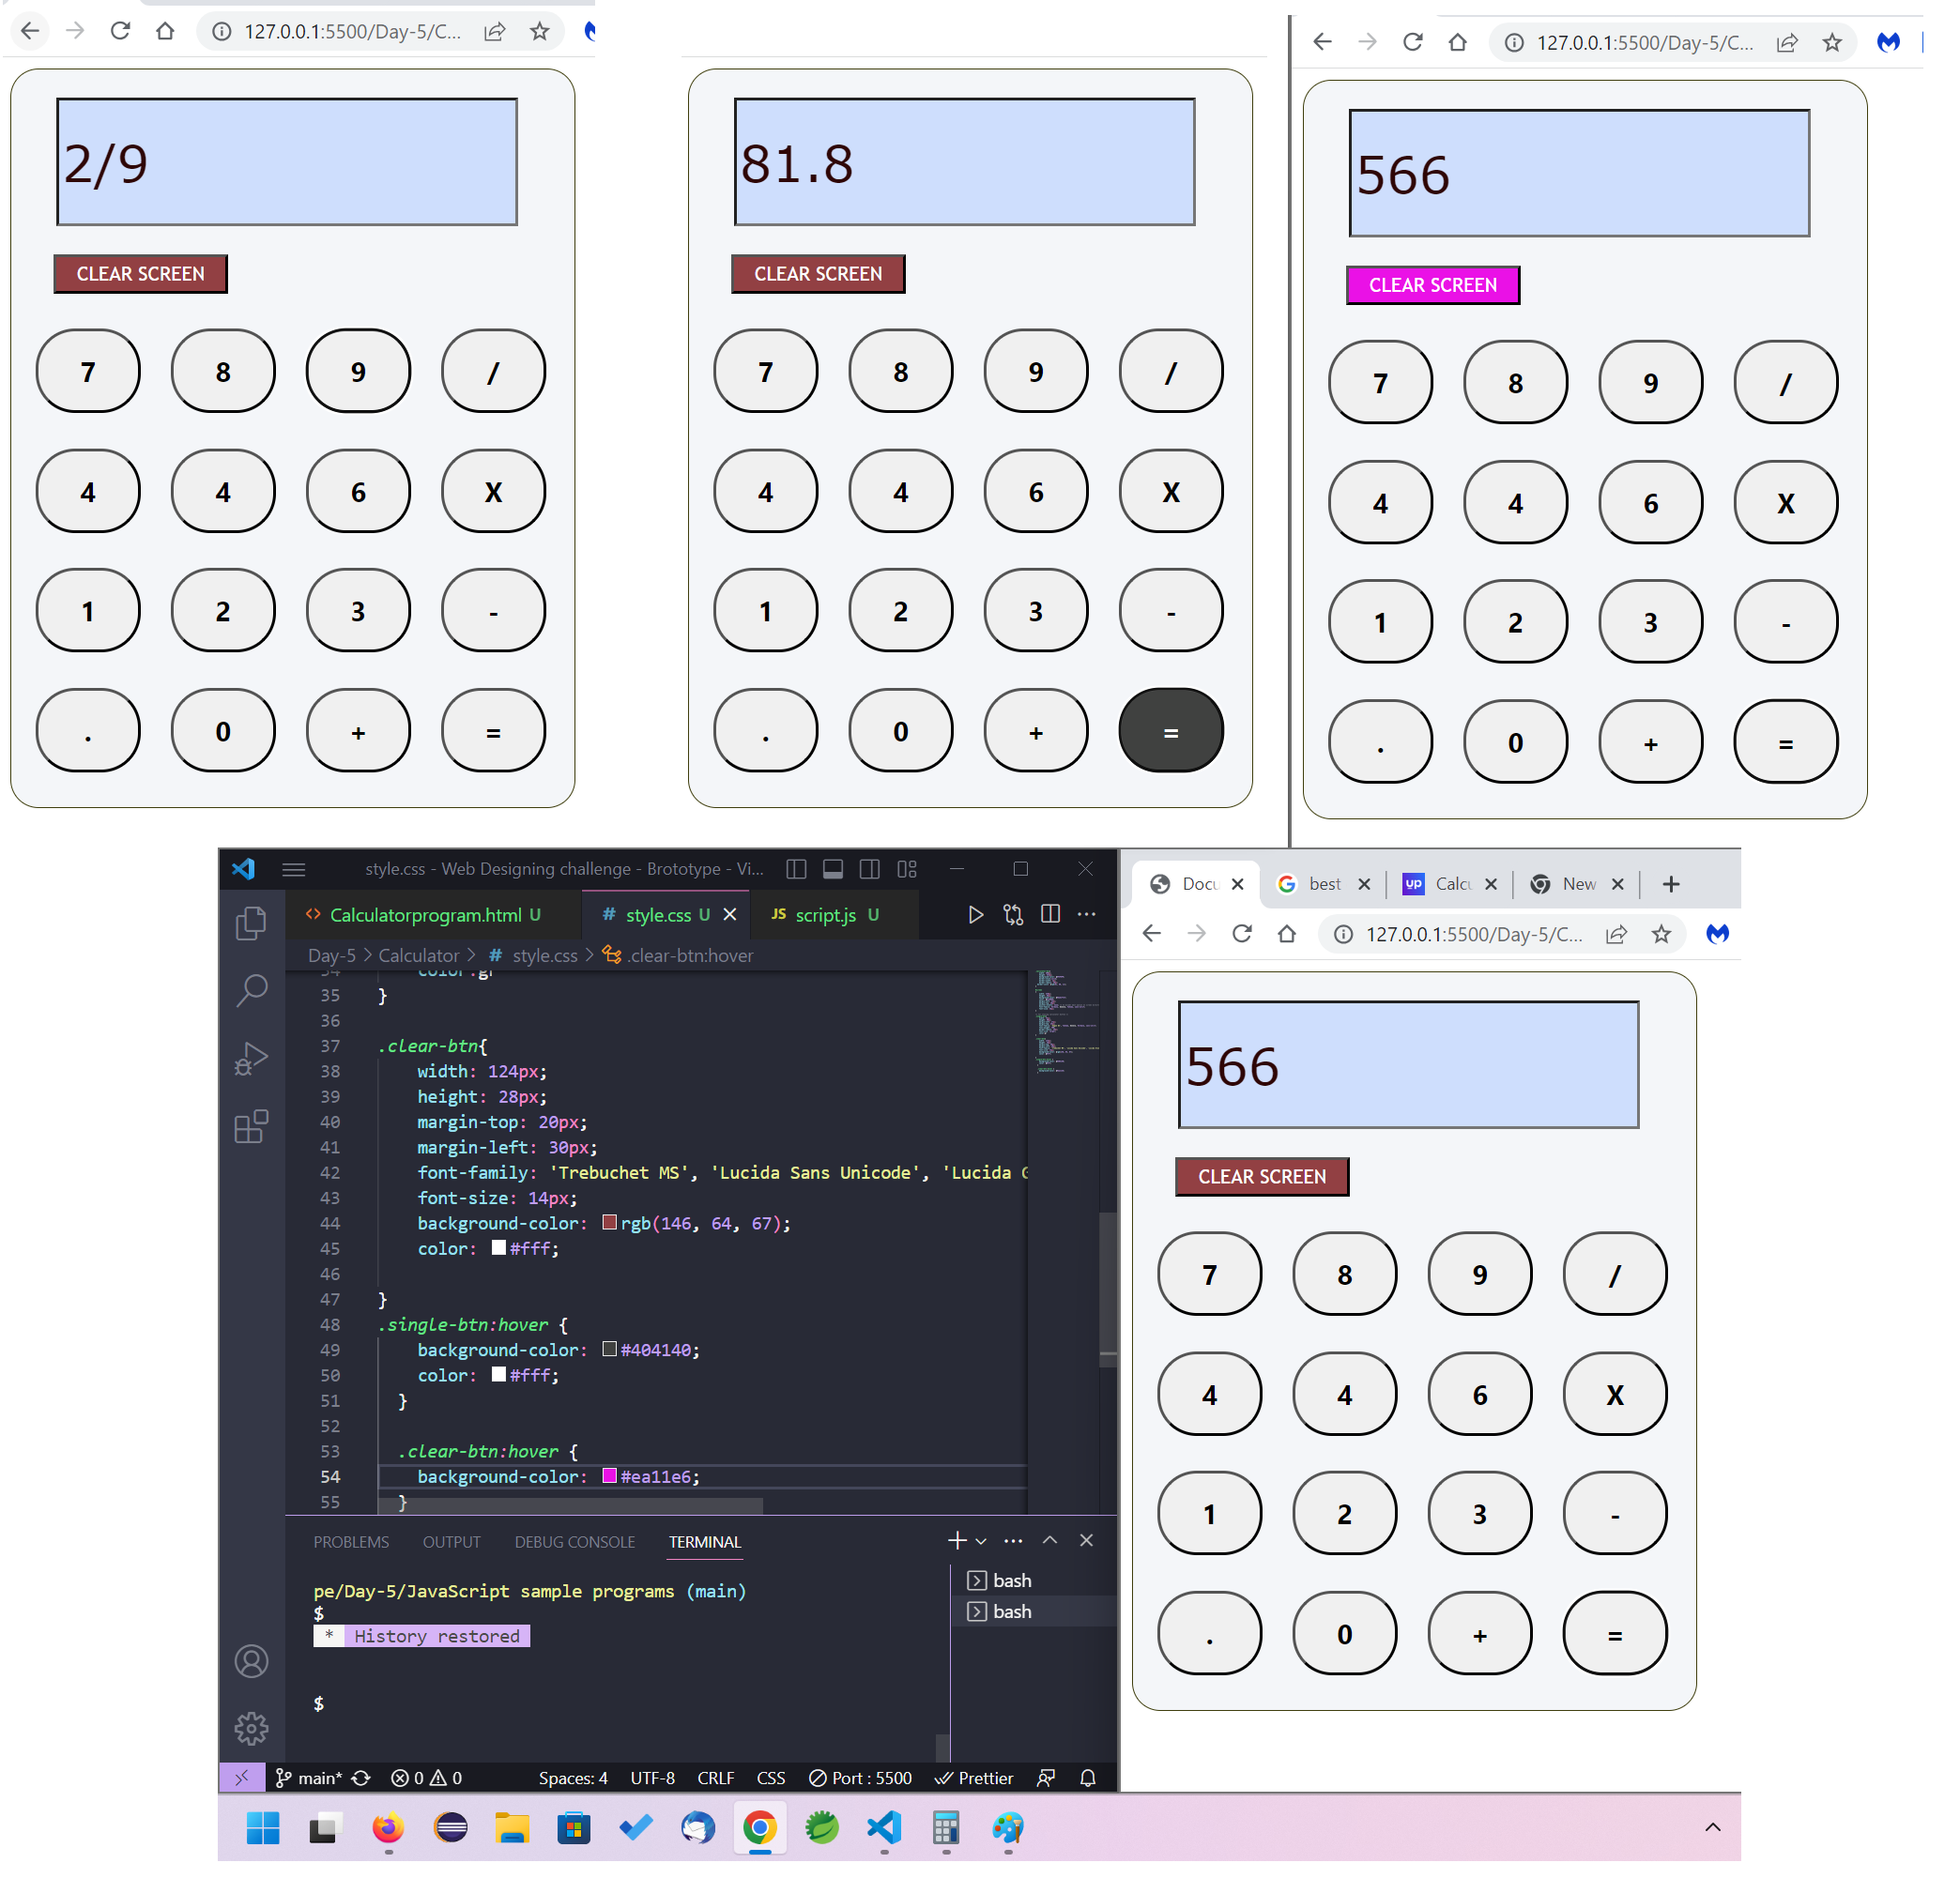 127.0.0.1:5500/Day-5/C...
2/9
CLEAR SCREEN
7 8 9 /
4 4 6 X
1 2 3 -
. 0 + =
81.8
CLEAR SCREEN
7 8 9 /
4 4 6 X
1 2 3 -
. 0 + =
127.0.0.1:5500/Day-5/C...
566
CLEAR SCREEN
7 8 9 /
4 4 6 X
1 2 3 -
. 0 + =
style.css - Web Designing challenge - Brototype - Vi...
<> Calculatorprogram.html U # style.css U JS script.js U
Day-5 > Calculator > # style.css > .clear-btn:hover
35 }
36
37 .clear-btn{
38 width: 124px;
39 height: 28px;
40 margin-top: 20px;
41 margin-left: 30px;
42 font-family: 'Trebuchet MS', 'Lucida Sans Unicode', 'Lucida G
43 font-size: 14px;
44 background-color: rgb(146, 64, 67);
45 color: #fff;
46
47 }
48 .single-btn:hover {
49 background-color: #404140;
50 color: #fff;
51 }
52
53 .clear-btn:hover {
54 background-color: #ea11e6;
55 }
PROBLEMS OUTPUT DEBUG CONSOLE TERMINAL
pe/Day-5/JavaScript sample programs (main)
$
* History restored
$
bash
bash
main* 0 0 Spaces: 4 UTF-8 CRLF CSS Port : 5500 Prettier
Docu best up Calcu New
127.0.0.1:5500/Day-5/C...
566
CLEAR SCREEN
7 8 9 /
4 4 6 X
1 2 3 -
. 0 + =